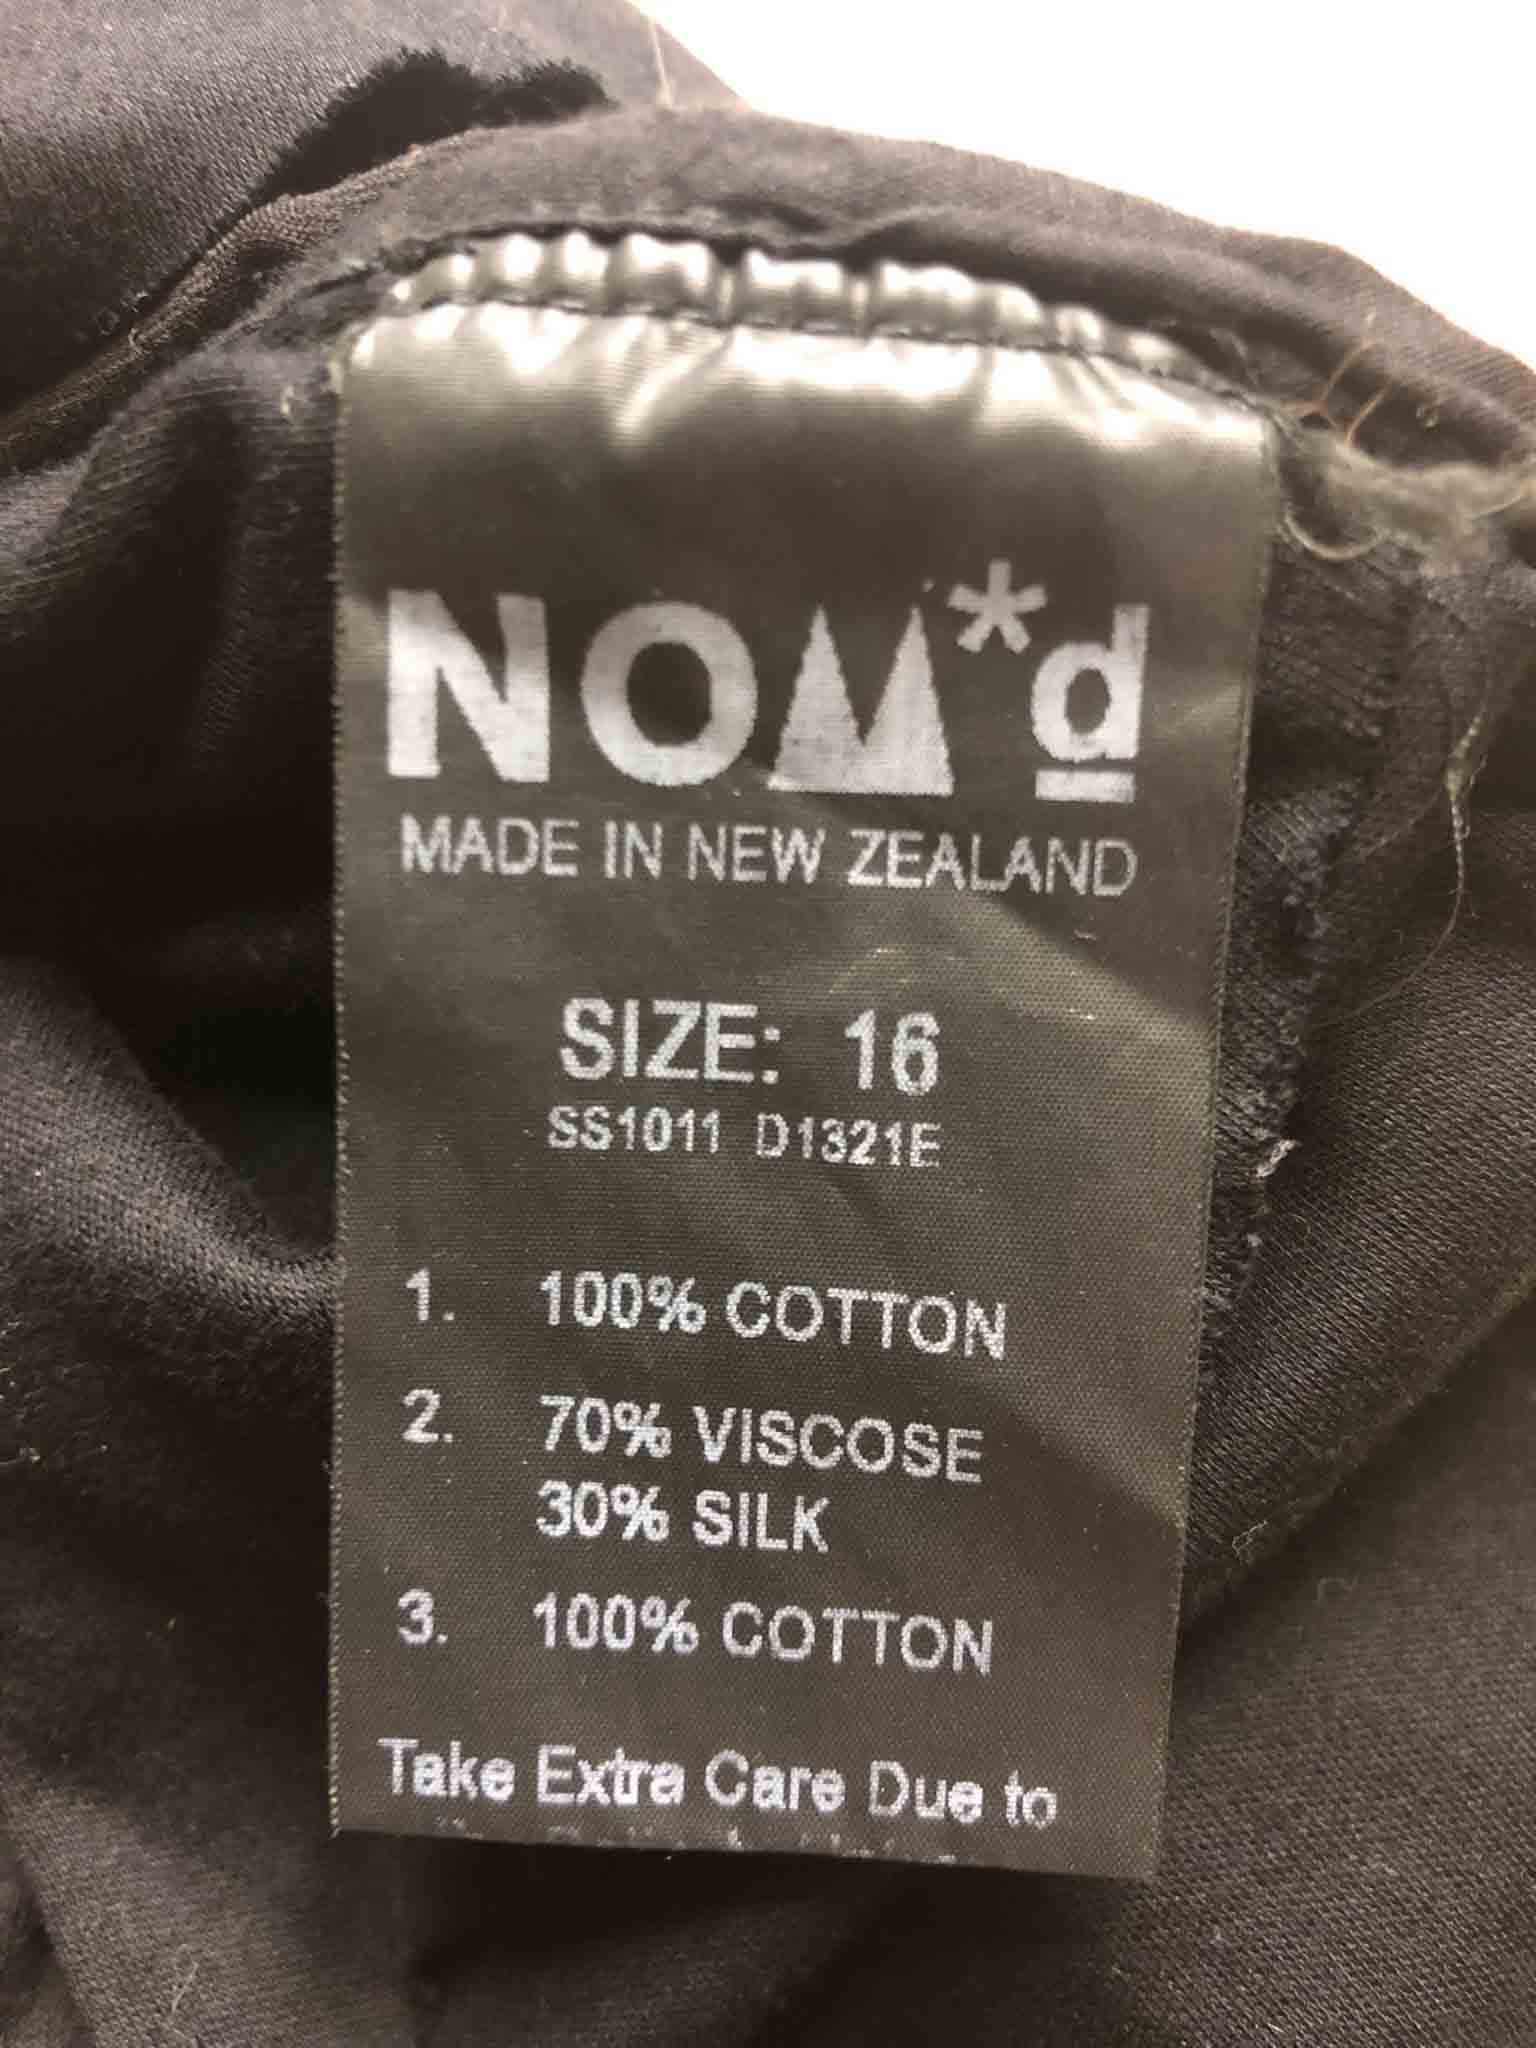 NOM*d
MADE IN NEW ZEALAND
SIZE: 16
SS1011 D1321E
1. 100% COTTON
2. 70% VISCOSE
30% SILK
3. 100% COTTON
Take Extra Care Due to